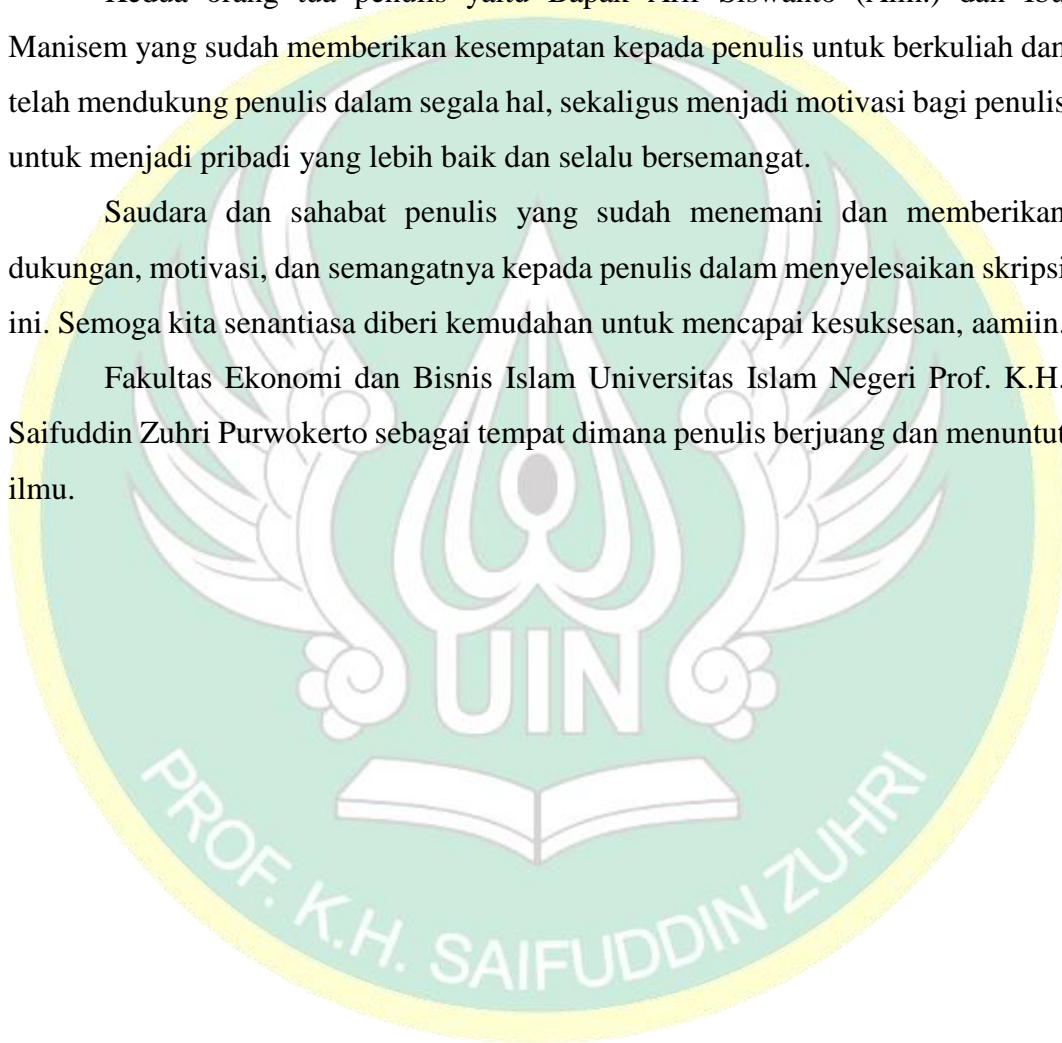 Manisem yang sudah memberikan kesempatan kepada penulis untuk berkuliah dan
telah mendukung penulis dalam segala hal, sekaligus menjadi motivasi bagi penulis
untuk menjadi pribadi yang lebih baik dan selalu bersemangat.
Saudara dan sahabat penulis yang sudah menemani dan memberikan
dukungan, motivasi, dan semangatnya kepada penulis dalam menyelesaikan skripsi
ini. Semoga kita senantiasa diberi kemudahan untuk mencapai kesuksesan, aamiin.
Fakultas Ekonomi dan Bisnis Islam Universitas Islam Negeri Prof. K.H.
Saifuddin Zuhri Purwokerto sebagai tempat dimana penulis berjuang dan menuntut
ilmu.
UIN
PROF. K.H. SAIFUDDIN ZUHRI